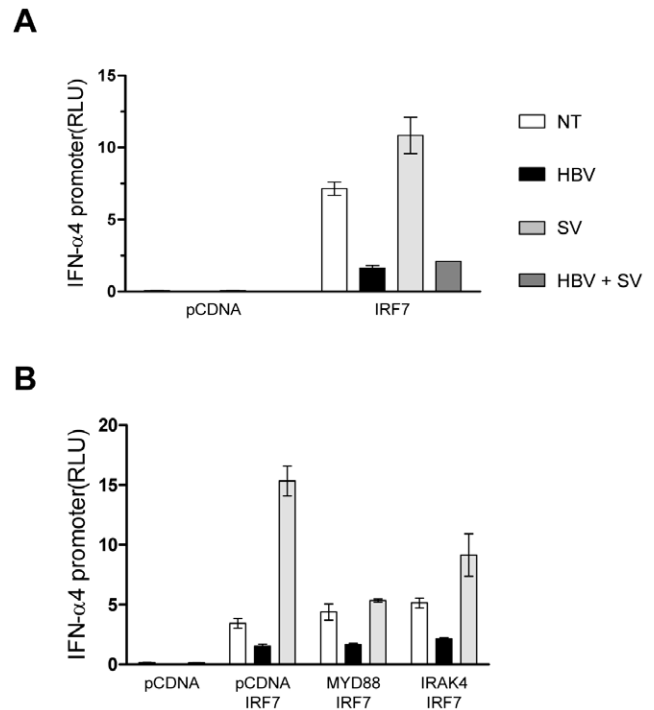 A
IFN-α4 promoter(RLU)
15
10
5
0
pCDNA
IRF7
NT
HBV
SV
HBV + SV
B
IFN-α4 promoter(RLU)
20
15
10
5
0
pCDNA
pCDNA
IRF7
MYD88
IRF7
IRAK4
IRF7